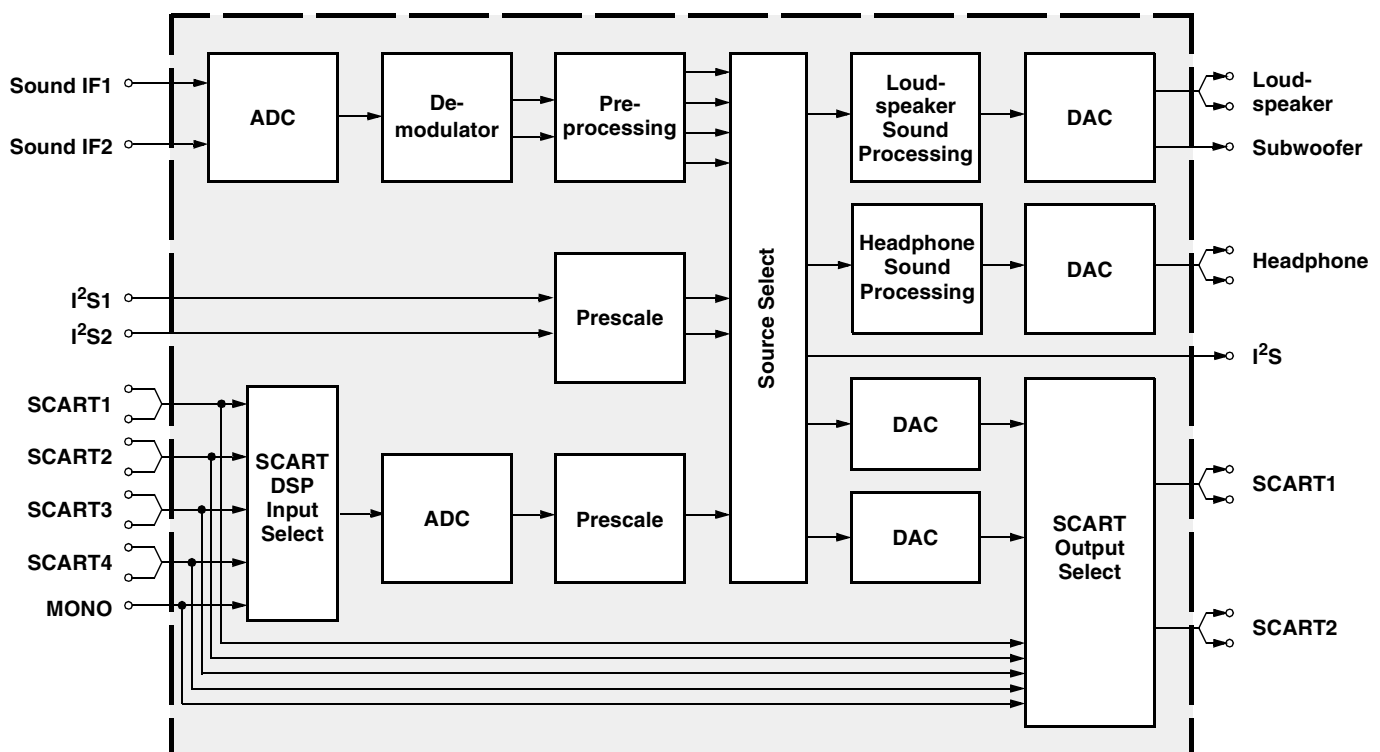 Sound IF1
Sound IF2
I²S1
I²S2
SCART1
SCART2
SCART3
SCART4
MONO
ADC
De-
modulator
Pre-
processing
Prescale
SCART
DSP
Input
Select
ADC
Prescale
Source Select
Loud-
speaker
Sound
Processing
DAC
Headphone
Sound
Processing
DAC
DAC
DAC
SCART
Output
Select
Loud-
speaker
Subwoofer
Headphone
I²S
SCART1
SCART2